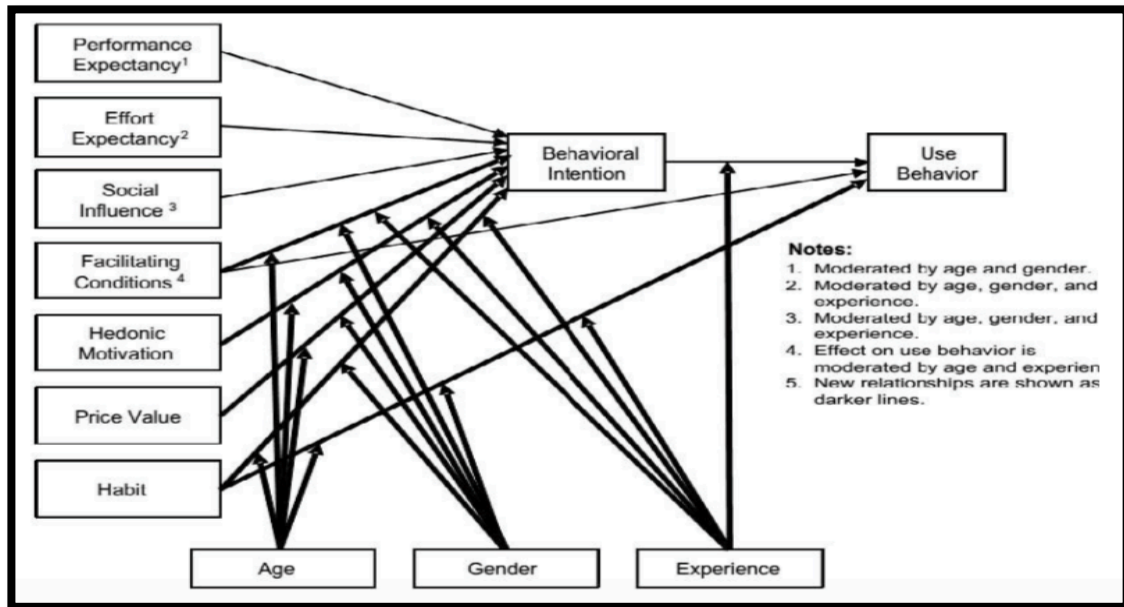 Performance
Expectancy¹
Effort
Expectancy²
Social
Influence ³
Facilitating
Conditions ⁴
Hedonic
Motivation
Price Value
Habit
Behavioral
Intention
Use
Behavior
Notes:
1. Moderated by age and gender.
2. Moderated by age, gender, and
experience.
3. Moderated by age, gender, and
experience.
4. Effect on use behavior is
moderated by age and experien
5. New relationships are shown as
darker lines.
Age
Gender
Experience